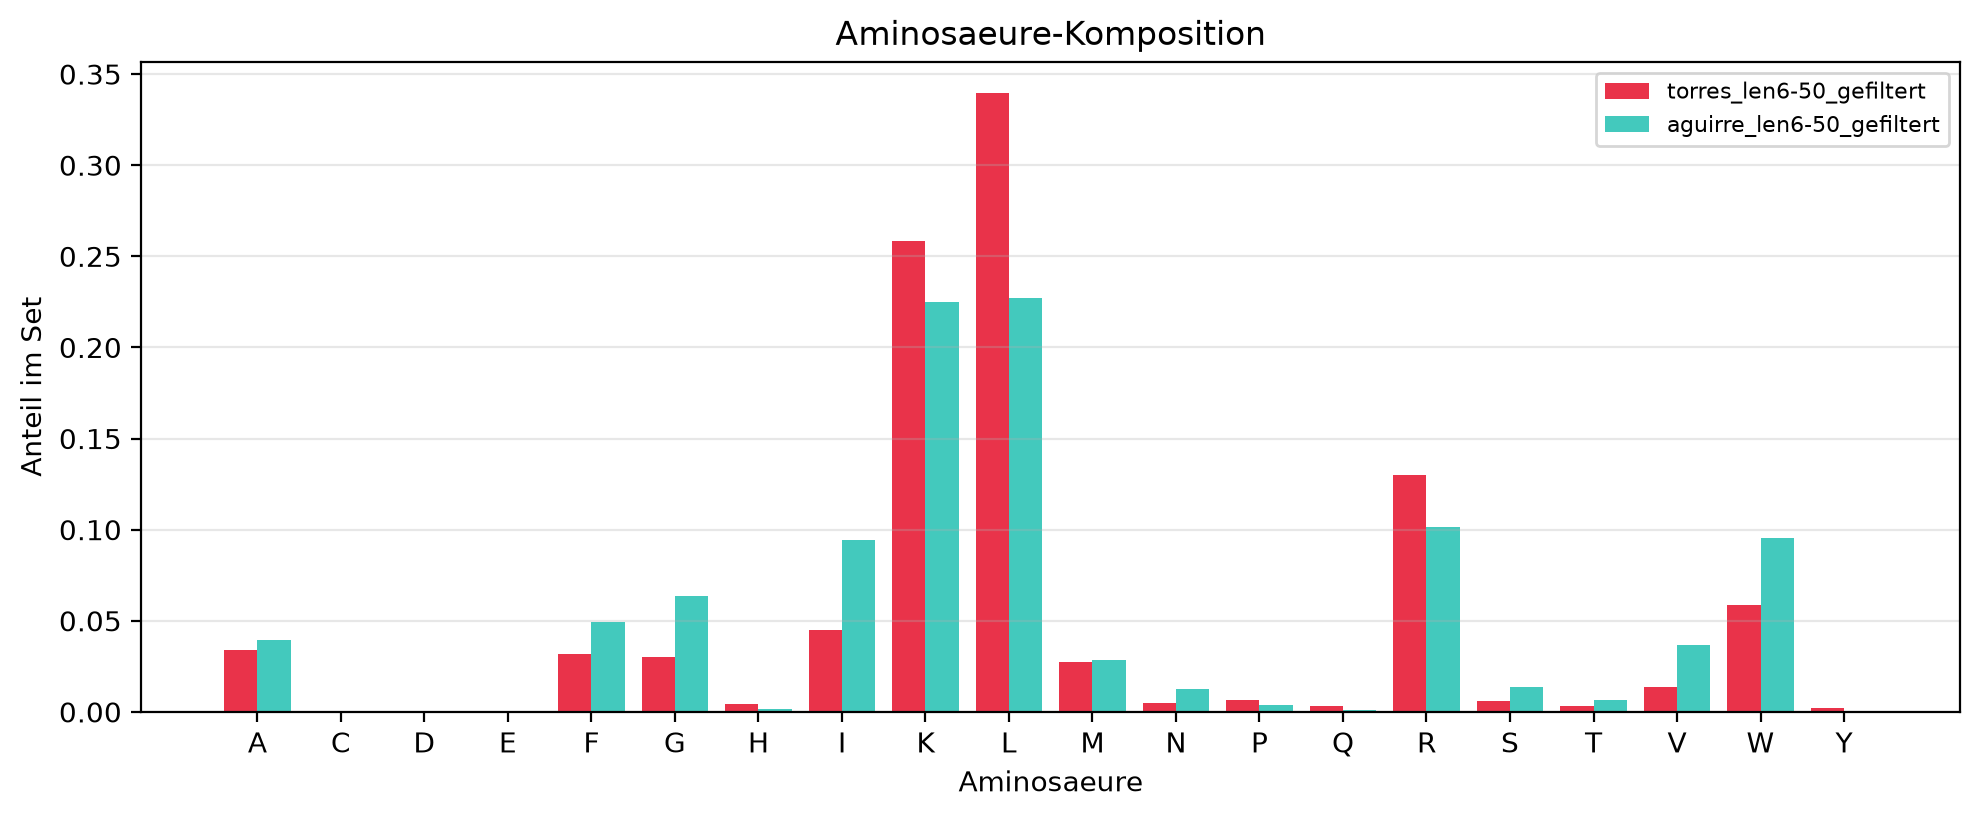 Aminosaeure-Komposition
torres_len6-50_gefiltert
aguirre_len6-50_gefiltert
Anteil im Set
0.35
0.30
0.25
0.20
0.15
0.10
0.05
0.00
A C D E F G H I K L M N P Q R S T V W Y
Aminosaeure